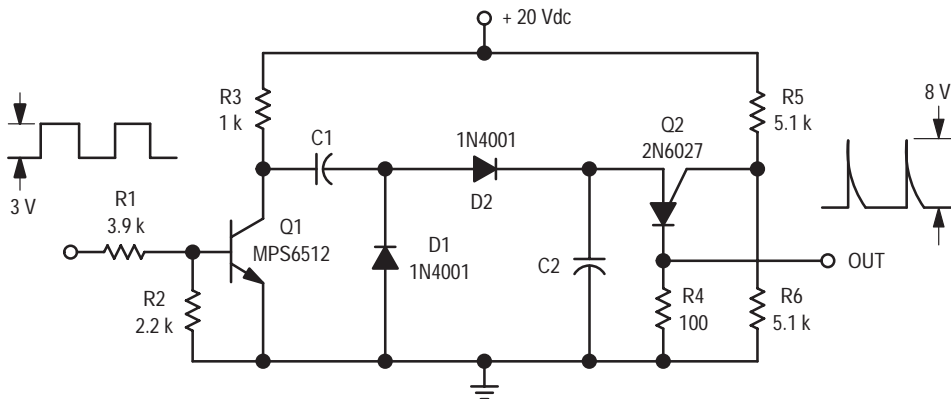 + 20 Vdc
R3
1 k
R5
5.1 k
8 V
C1
1N4001
Q2
2N6027
3 V
R1
3.9 k
D2
Q1
MPS6512
D1
1N4001
C2
OUT
R2
2.2 k
R4
100
R6
5.1 k